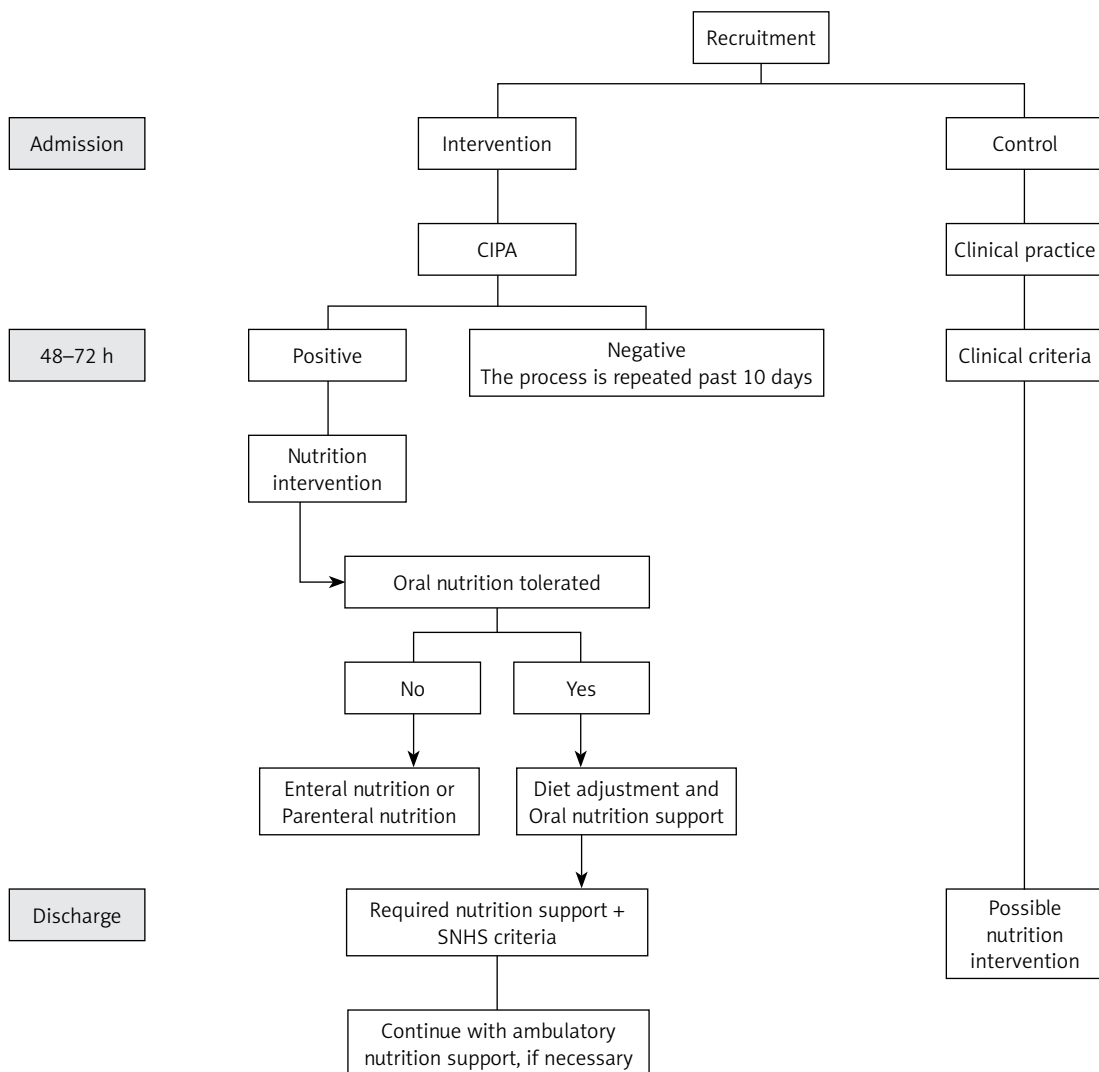 Recruitment
Admission
Intervention
Control
CIPA
Clinical practice
48–72 h
Positive
Negative
The process is repeated past 10 days
Clinical criteria
Nutrition
intervention
Oral nutrition tolerated
No
Yes
Enteral nutrition or
Parenteral nutrition
Diet adjustment and
Oral nutrition support
Discharge
Required nutrition support +
SNHS criteria
Possible
nutrition
intervention
Continue with ambulatory
nutrition support, if necessary